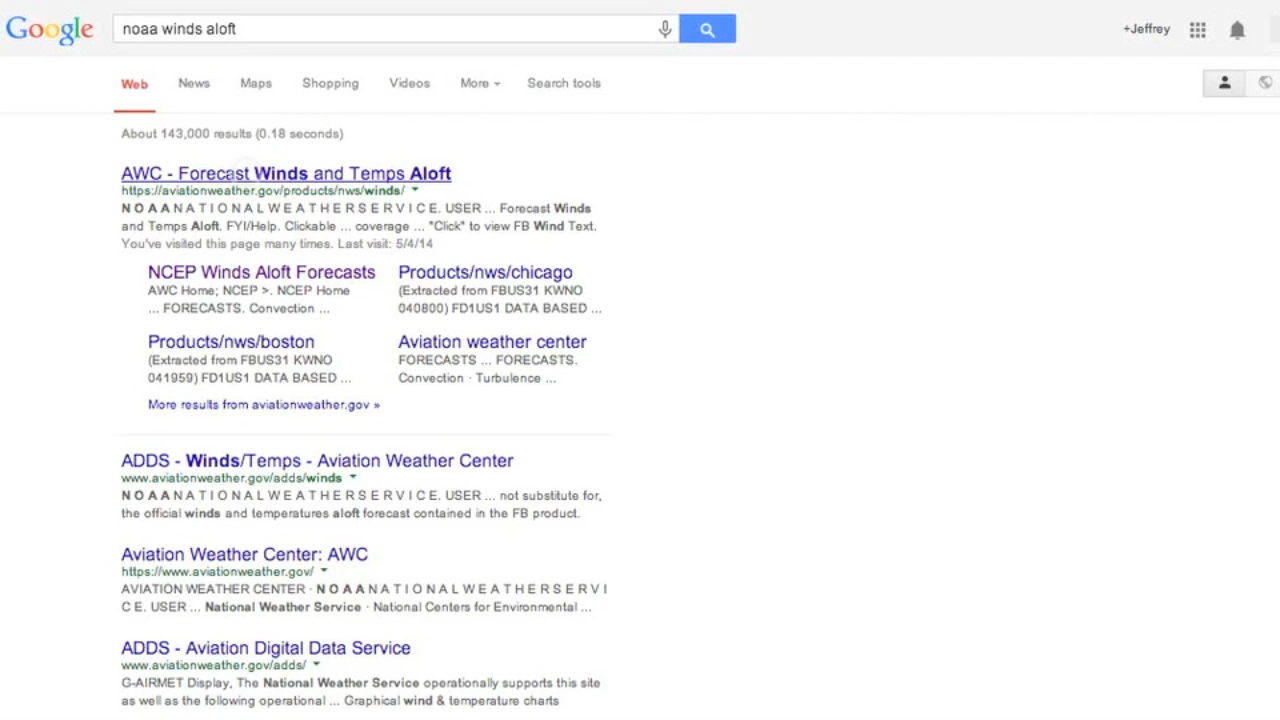 Google
noaa winds aloft
+Jeffrey
Web News Maps Shopping Videos More Search tools
About 143,000 results (0.18 seconds)
AWC - Forecast Winds and Temps Aloft
https://aviationweather.gov/products/nws/winds/
N O A A N A T I O N A L W E A T H E R S E R V I C E. USER ... Forecast Winds
and Temps Aloft. FYI/Help. Clickable ... coverage ... "Click" to view FB Wind Text.
You've visited this page many times. Last visit: 5/4/14
NCEP Winds Aloft Forecasts
AWC Home; NCEP >. NCEP Home
... FORECASTS. Convection ...
Products/nws/chicago
(Extracted from FBUS31 KWNO
040800) FD1US1 DATA BASED ...
Products/nws/boston
(Extracted from FBUS31 KWNO
041959) FD1US1 DATA BASED ...
Aviation weather center
FORECASTS ... FORECASTS.
Convection · Turbulence ...
More results from aviationweather.gov »
ADDS - Winds/Temps - Aviation Weather Center
www.aviationweather.gov/adds/winds
N O A A N A T I O N A L W E A T H E R S E R V I C E. USER ... not substitute for,
the official winds and temperatures aloft forecast contained in the FB product.
Aviation Weather Center: AWC
https://www.aviationweather.gov/
AVIATION WEATHER CENTER · N O A A N A T I O N A L W E A T H E R S E R V I
C E. USER ... National Weather Service · National Centers for Environmental ...
ADDS - Aviation Digital Data Service
www.aviationweather.gov/adds/
G-AIRMET Display, The National Weather Service operationally supports this site
as well as the following operational ... Graphical wind & temperature charts